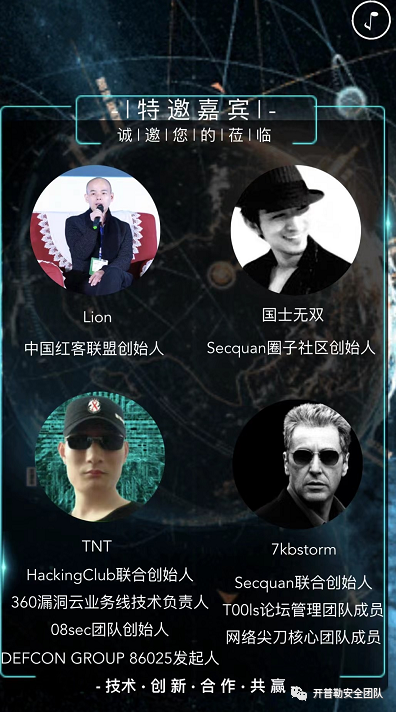 特邀嘉宾
诚|邀|您|的|莅|临
Lion
中国红客联盟创始人
国士无双
Secquan圈子社区创始人
TNT
HackingClub联合创始人
360漏洞云业务线技术负责人
08sec团队创始人
DEFCON GROUP 86025发起人
7kbstorm
Secquan联合创始人
T00ls论坛管理团队成员
网络尖刀核心团队成员
- 技术 · 创新 · 合作 · 共赢
开普勒安全团队